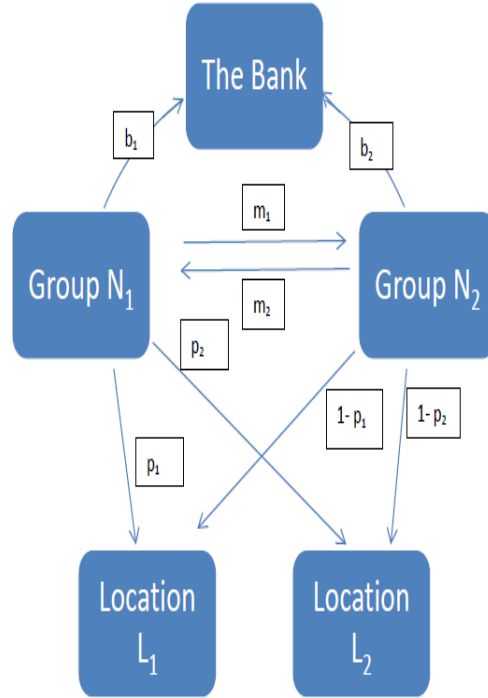 The Bank
b₁
b₂
m₁
Group N₁
Group N₂
m₂
p₂
1- p₁
1- p₂
p₁
Location
L₁
Location
L₂